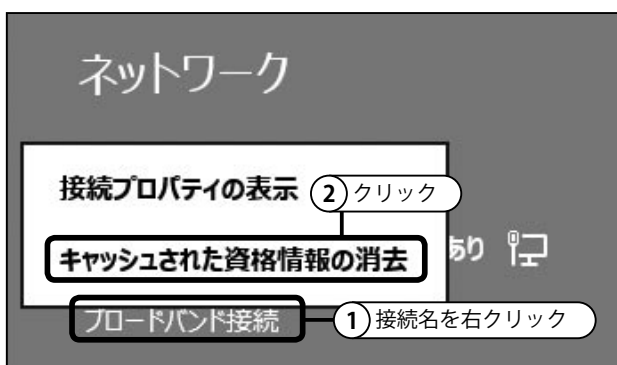 ネットワーク
接続プロパティの表示
2 クリック
キャッシュされた資格情報の消去
あり
ブロードバンド接続
1 接続名を右クリック